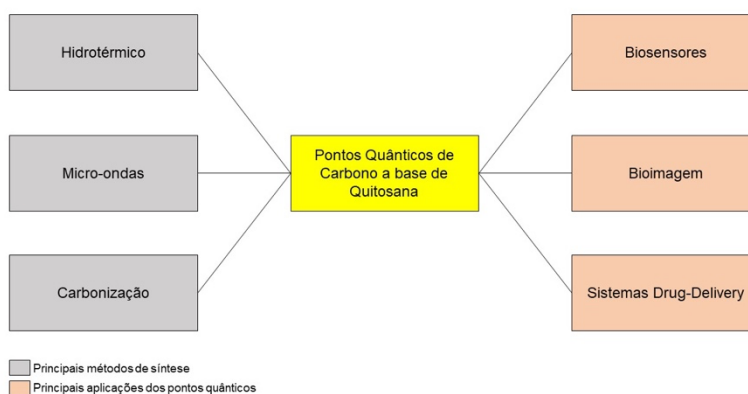 Hidrotérmico
Micro-ondas
Carbonização
Pontos Quânticos de
Carbono a base de
Quitosana
Biosensores
Bioimagem
Sistemas Drug-Delivery
Principais métodos de síntese
Principais aplicações dos pontos quânticos